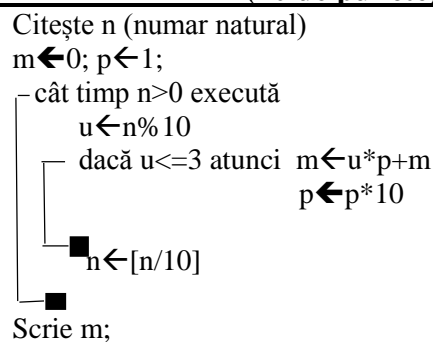 Citește n (numar natural)
m🡸0; p←1;
cât timp n>0 execută
u←n%10
dacă u<=3 atunci m←u*p+m
p🡸p*10
n←[n/10]
Scrie m;